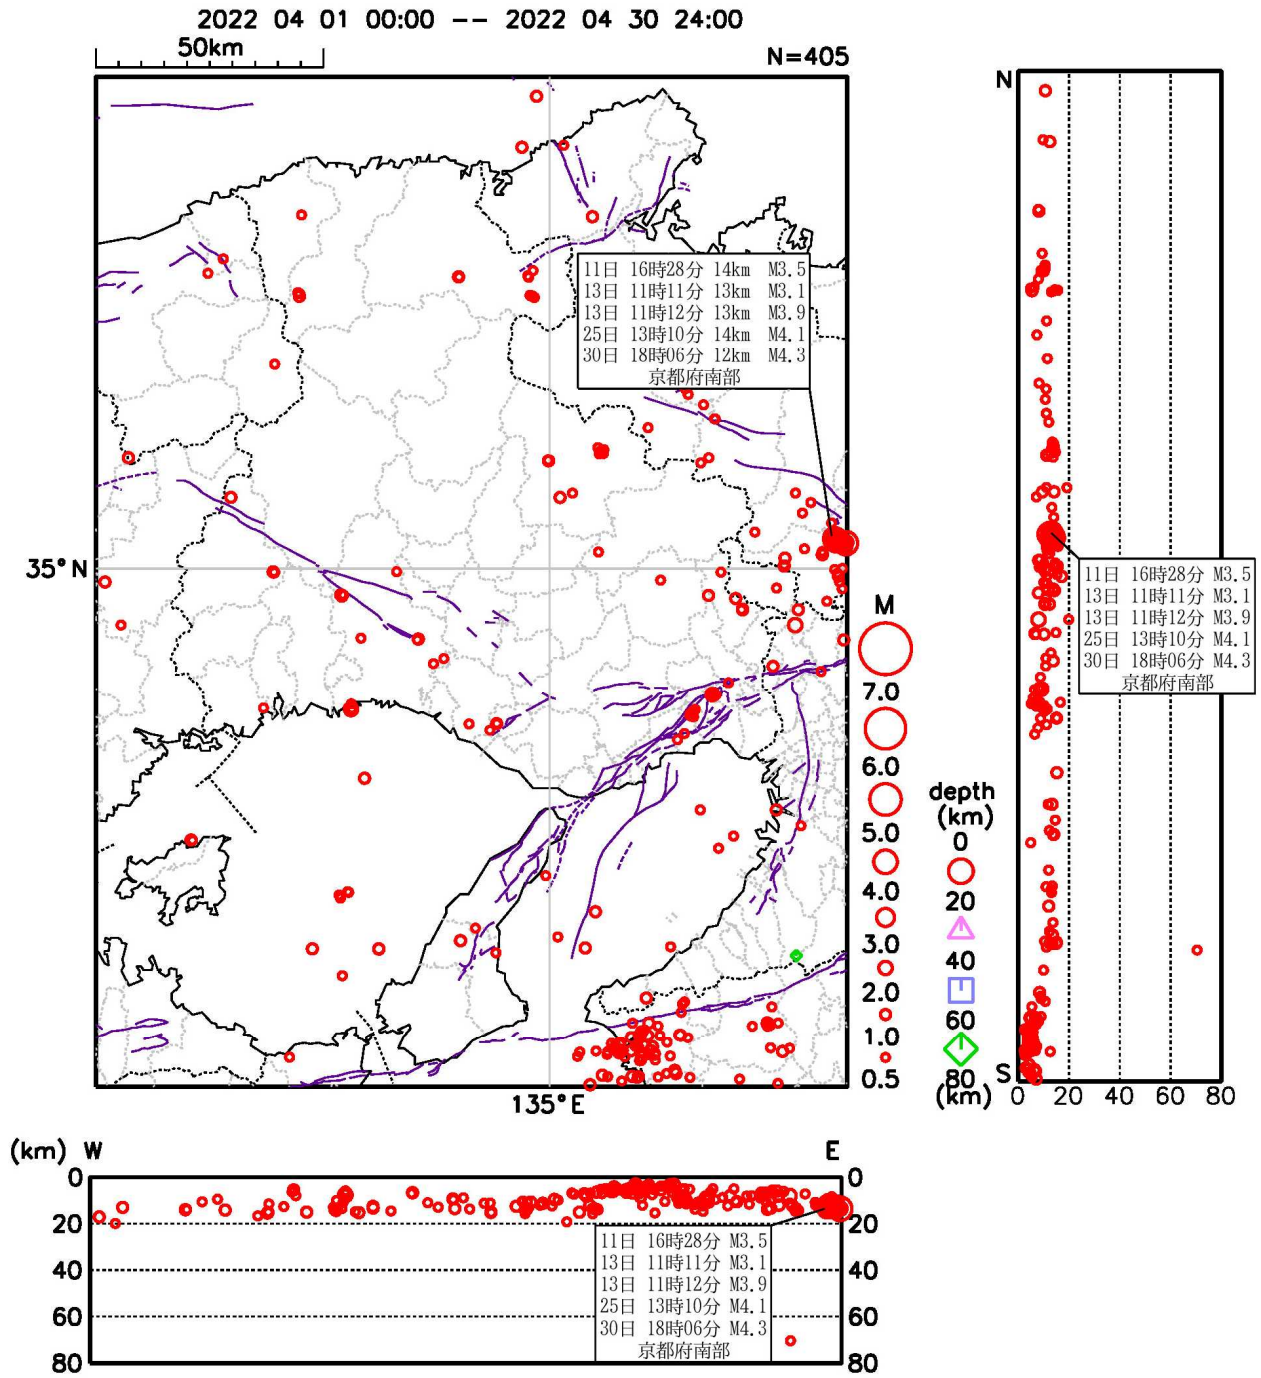 2022 04 01 00:00 -- 2022 04 30 24:00
50km
N=405
11日 16時28分 14km M3.5
13日 11時11分 13km M3.1
13日 11時12分 13km M3.9
25日 13時10分 14km M4.1
30日 18時06分 12km M4.3
京都府南部
35°N
135°E
M
7.0
6.0
5.0
4.0
3.0
2.0
1.0
0.5
depth
(km)
0
20
40
60
80
(km)
N
S
0 20 40 60 80
11日 16時28分 M3.5
13日 11時11分 M3.1
13日 11時12分 M3.9
25日 13時10分 M4.1
30日 18時06分 M4.3
京都府南部
(km) W
E
0
20
40
60
80
0
20
40
60
80
11日 16時28分 M3.5
13日 11時11分 M3.1
13日 11時12分 M3.9
25日 13時10分 M4.1
30日 18時06分 M4.3
京都府南部